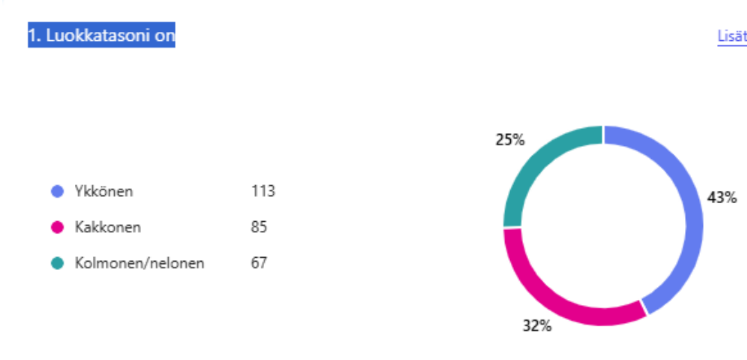 1. Luokkatasoni on
Lisät
25%
43%
Ykkönen 113
Kakkonen 85
Kolmonen/nelonen 67
32%